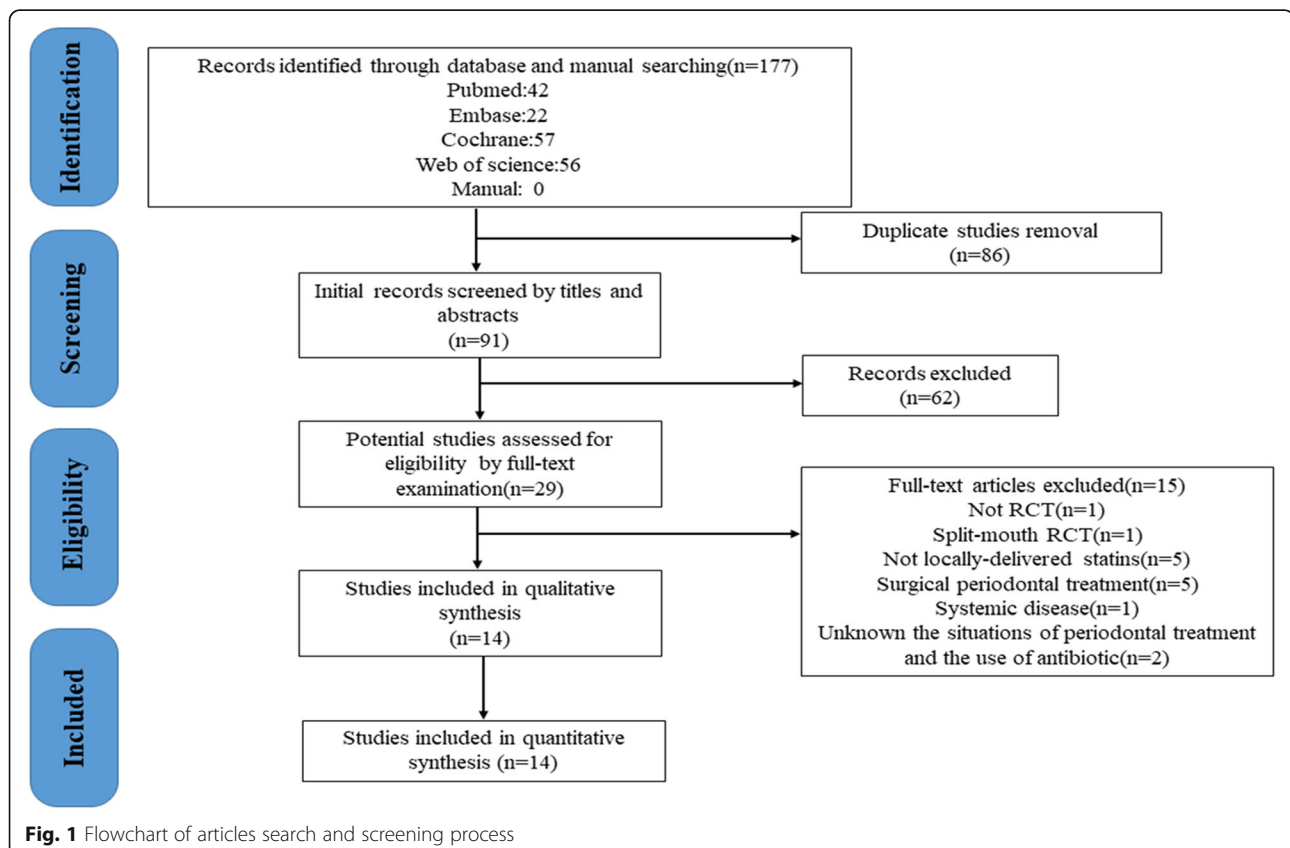 Identification
Records identified through database and manual searching(n=177)
Pubmed:42
Embase:22
Cochrane:57
Web of science:56
Manual: 0
Duplicate studies removal
(n=86)
Screening
Initial records screened by titles and
abstracts
(n=91)
Records excluded
(n=62)
Eligibility
Potential studies assessed for
eligibility by full-text
examination(n=29)
Full-text articles excluded(n=15)
Not RCT(n=1)
Split-mouth RCT(n=1)
Not locally-delivered statins(n=5)
Surgical periodontal treatment(n=5)
Systemic disease(n=1)
Unknown the situations of periodontal treatment
and the use of antibiotic(n=2)
Studies included in qualitative
synthesis
(n=14)
Included
Studies included in quantitative
synthesis (n=14)
Fig. 1 Flowchart of articles search and screening process